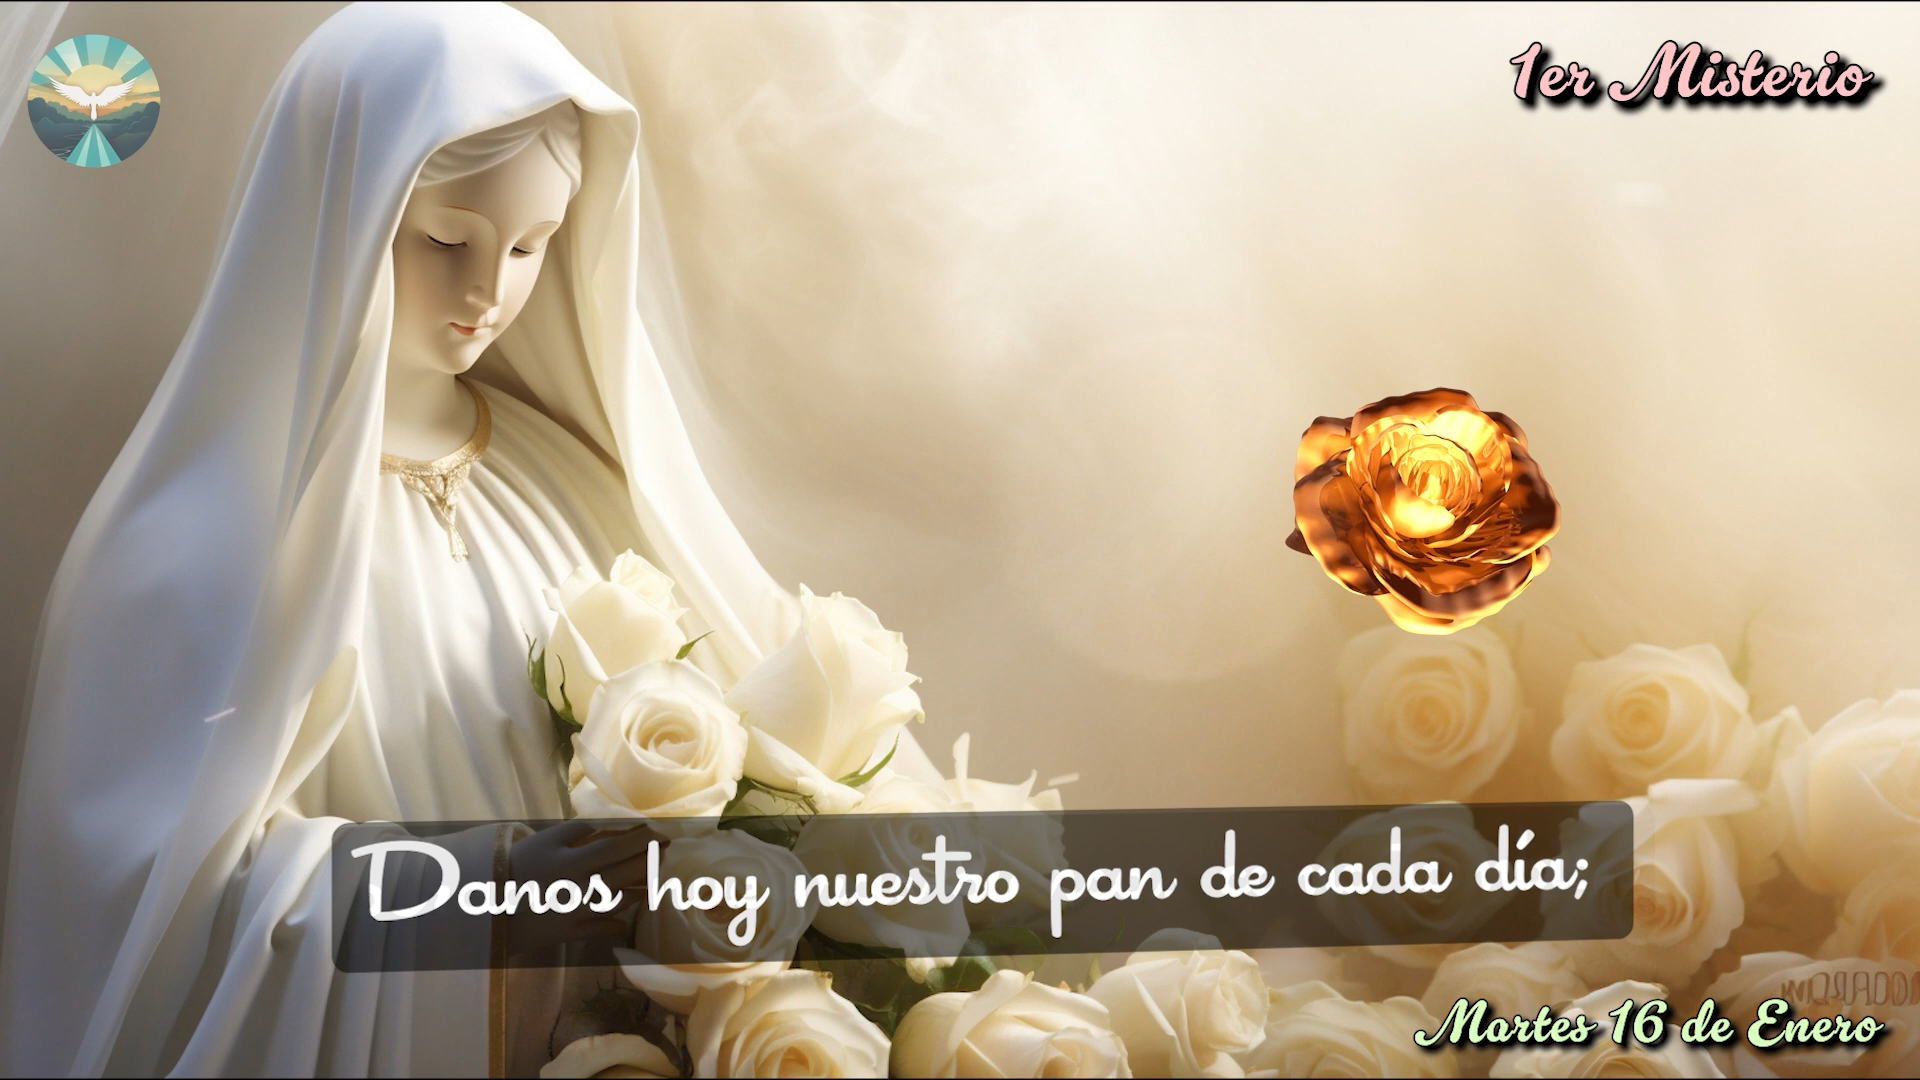 1er Misterio
Danos hoy nuestro pan de cada día;
Martes 16 de Enero